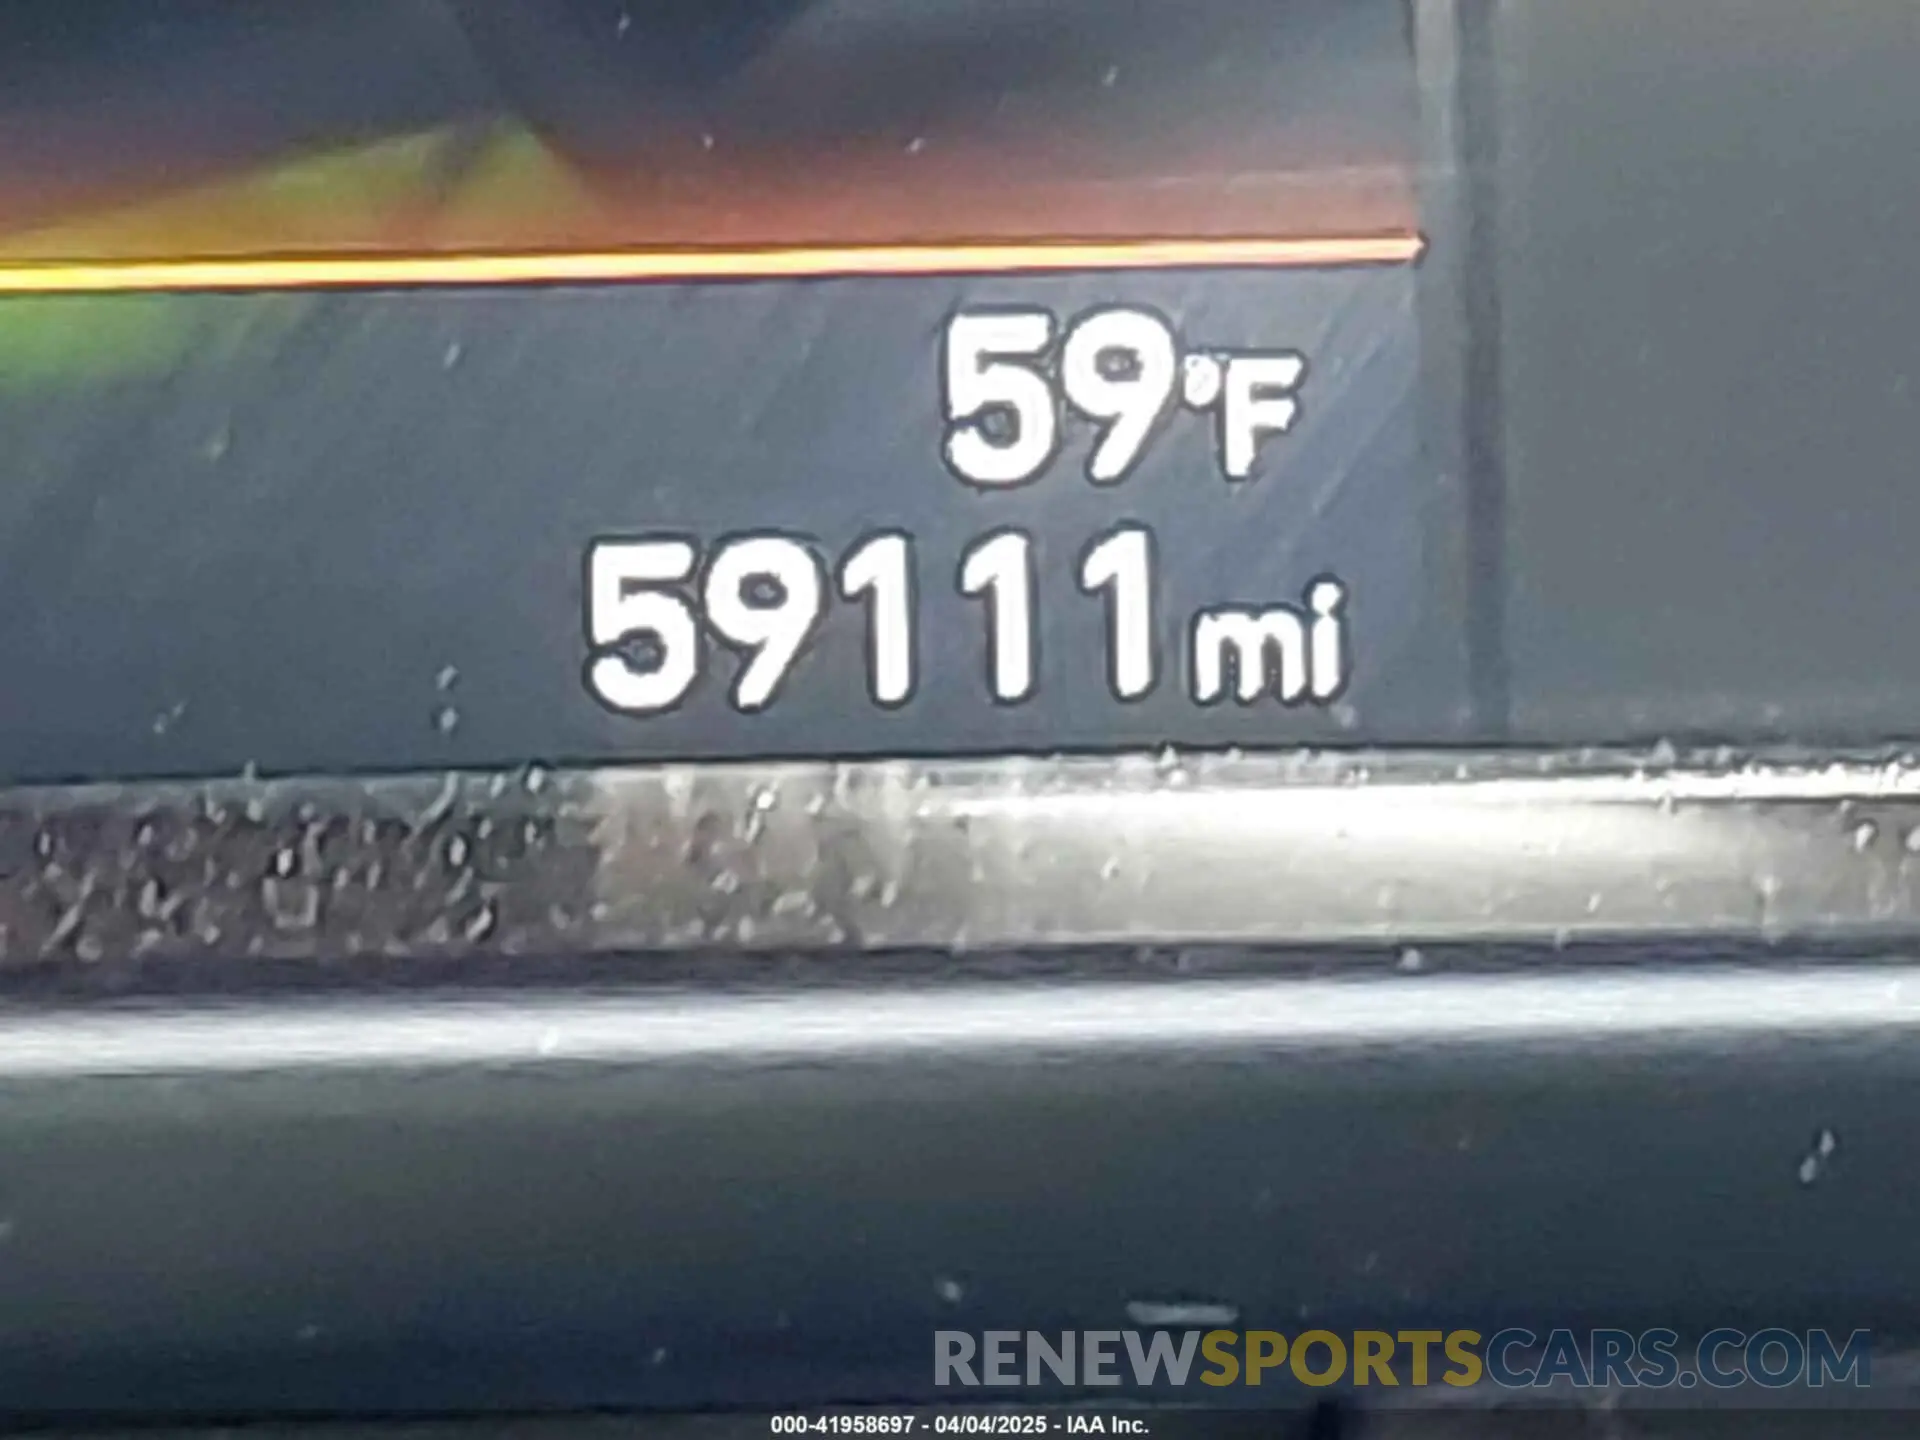 59°F
59111mi
RENEWSPORTSCARS.COM
000-41958697 - 04/04/2025 - IAA Inc.